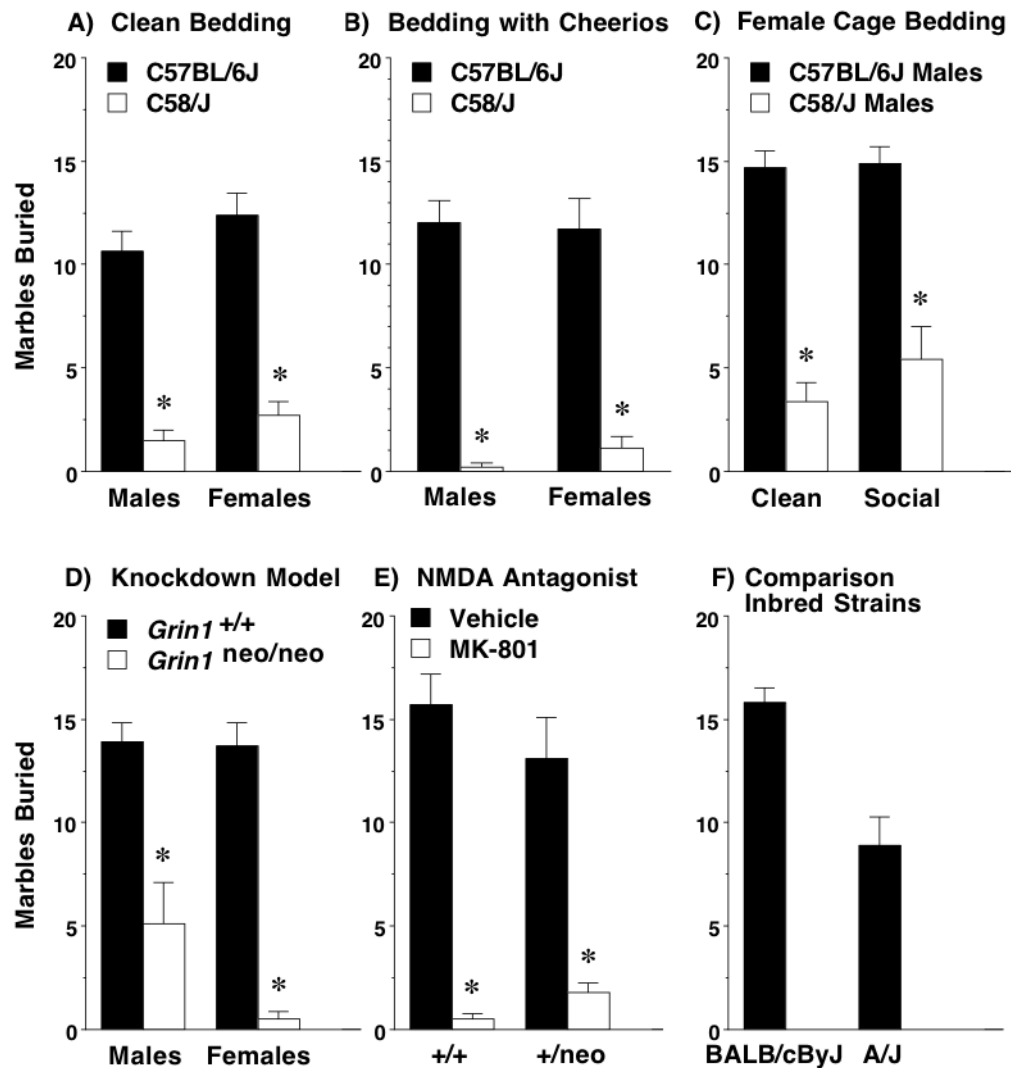 A) Clean Bedding
20
C57BL/6J
C58/J
15
10
5
0
Marbles Buried
*
*
Males Females
B) Bedding with Cheerios
20
C57BL/6J
C58/J
15
10
5
0
*
*
Males Females
C) Female Cage Bedding
20
C57BL/6J Males
C58/J Males
15
10
5
0
*
*
Clean Social
D) Knockdown Model
20
Grin1 +/+
Grin1 neo/neo
15
10
5
0
Marbles Buried
*
*
Males Females
E) NMDA Antagonist
20
Vehicle
MK-801
15
10
5
0
*
*
+/+ +/neo
F) Comparison
Inbred Strains
20
15
10
5
0
BALB/cByJ A/J